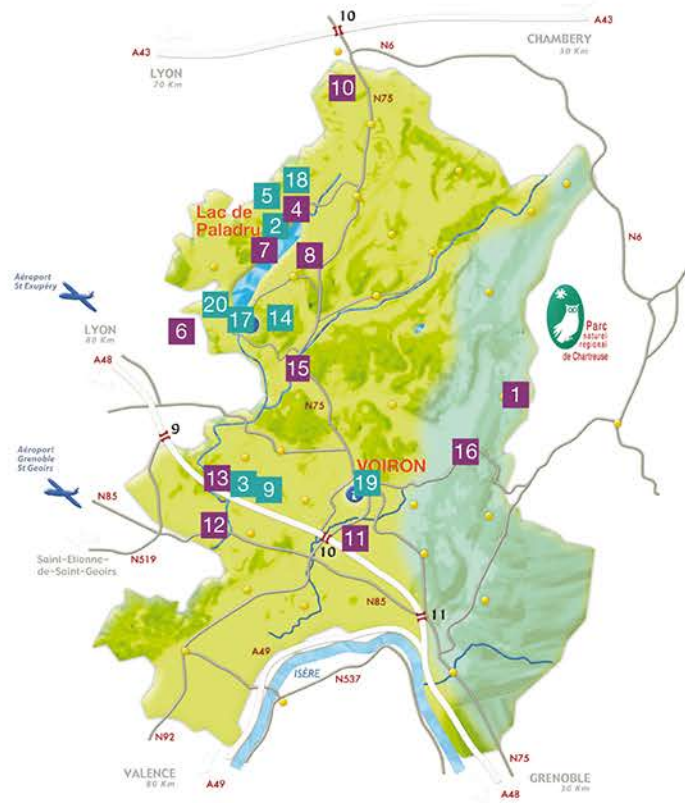 10
A43
A43
N6
CHAMBERY
30 Km
LYON
70 Km
10
N75
18
5
4
Lac de
Paladru
2
7
8
N6
Aéroport
St Exupéry
20
17
14
6
LYON
80 Km
A48
Parc
naturel
régional
de Chartreuse
15
1
N75
9
16
VOIRON
Aéroport
Grenoble
St Geoirs
13
3
9
19
i
N85
12
11
10
Saint-Etienne-
de-Saint-Geoirs
N519
N85
11
A49
ISÈRE
N537
N92
VALENCE
80 Km
A49
N75
GRENOBLE
30 Km
A48